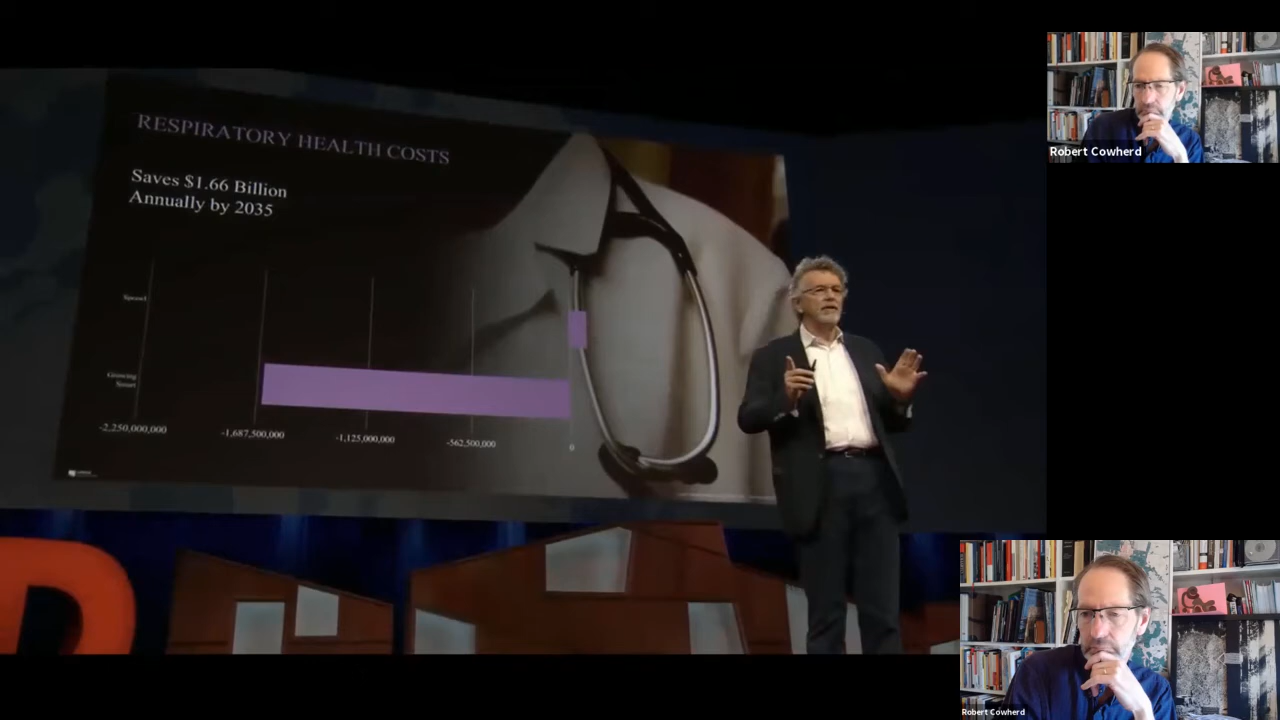 RESPIRATORY HEALTH COSTS
Saves $1.66 Billion
Annually by 2035
Sprawl
Growing
Smart
-2,250,000,000
-1,687,500,000
-1,125,000,000
-562,500,000
0
Robert Cowherd
Robert Cowherd